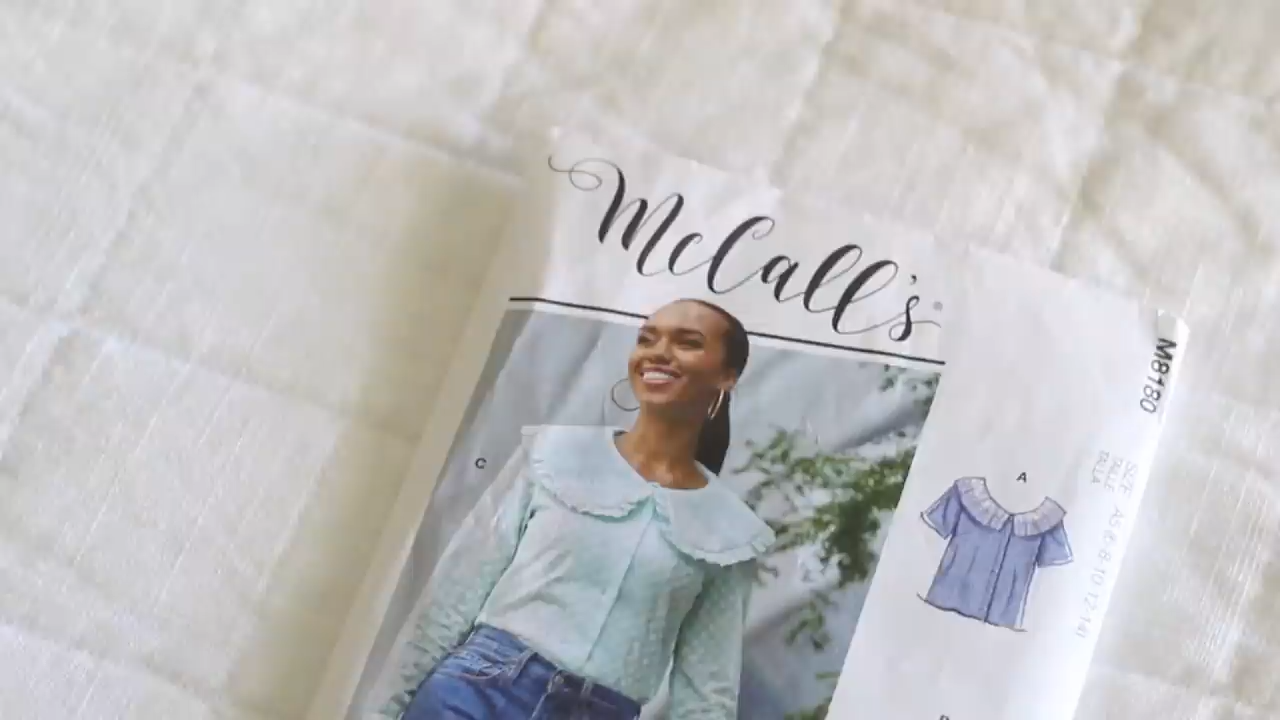 McCall's
M8180
SIZE
TAILLE
TALLA
A5 (6-8-10-12-14)
C
A
B